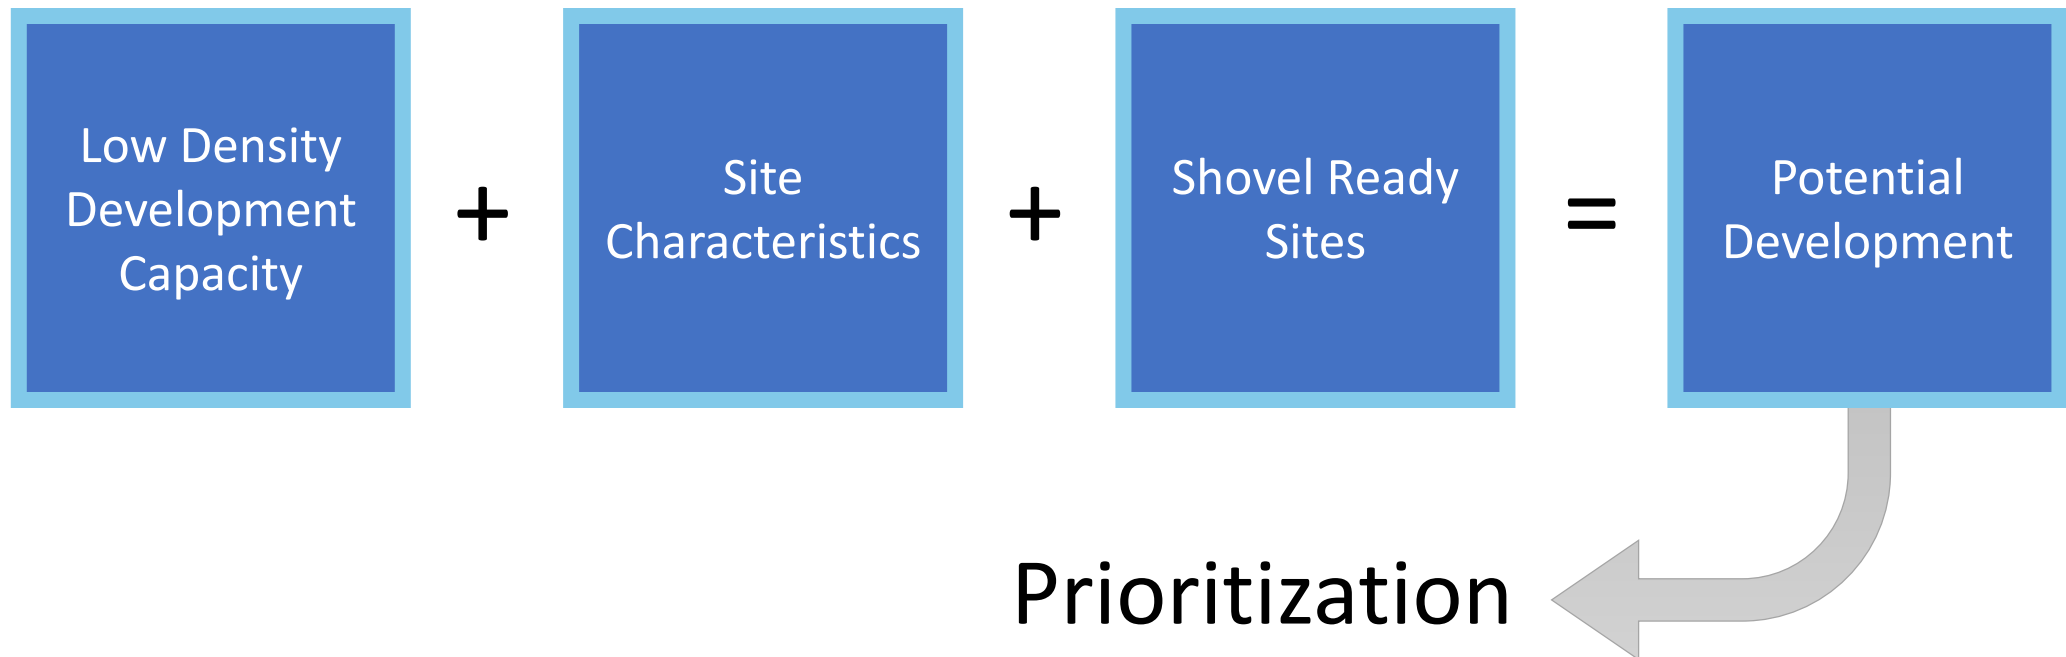 Low Density
Development
Capacity
+
Site
Characteristics
+
Shovel Ready
Sites
=
Potential
Development
Prioritization